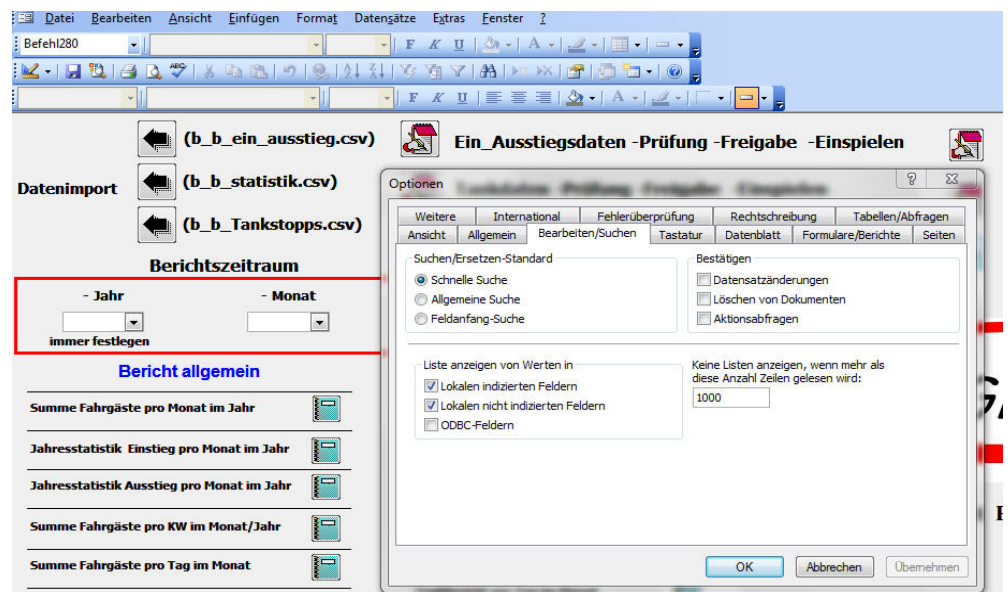 Datei Bearbeiten Ansicht Einfügen Format Datensätze Extras Fenster ?
Befehl280 F K U A
ABC
F K U A
(b_b_ein_ausstieg.csv) Ein_Ausstiegsdaten -Prüfung -Freigabe -Einspielen
Datenimport
(b_b_statistik.csv)
(b_b_Tankstopps.csv)
Berichtszeitraum
- Jahr - Monat
immer festlegen
Bericht allgemein
Summe Fahrgäste pro Monat im Jahr
Jahresstatistik Einstieg pro Monat im Jahr
Jahresstatistik Ausstieg pro Monat im Jahr
Summe Fahrgäste pro KW im Monat/Jahr
Summe Fahrgäste pro Tag im Monat
Optionen
Weitere International Fehlerüberprüfung Rechtschreibung Tabellen/Abfragen
Ansicht Allgemein Bearbeiten/Suchen Tastatur Datenblatt Formulare/Berichte Seiten
Suchen/Ersetzen-Standard
Schnelle Suche
Allgemeine Suche
Feldanfang-Suche
Bestätigen
Datensatzänderungen
Löschen von Dokumenten
Aktionsabfragen
Liste anzeigen von Werten in
Lokalen indizierten Feldern
Lokalen nicht indizierten Feldern
ODBC-Feldern
Keine Listen anzeigen, wenn mehr als
diese Anzahl Zeilen gelesen wird:
1000
OK Abbrechen Übernehmen